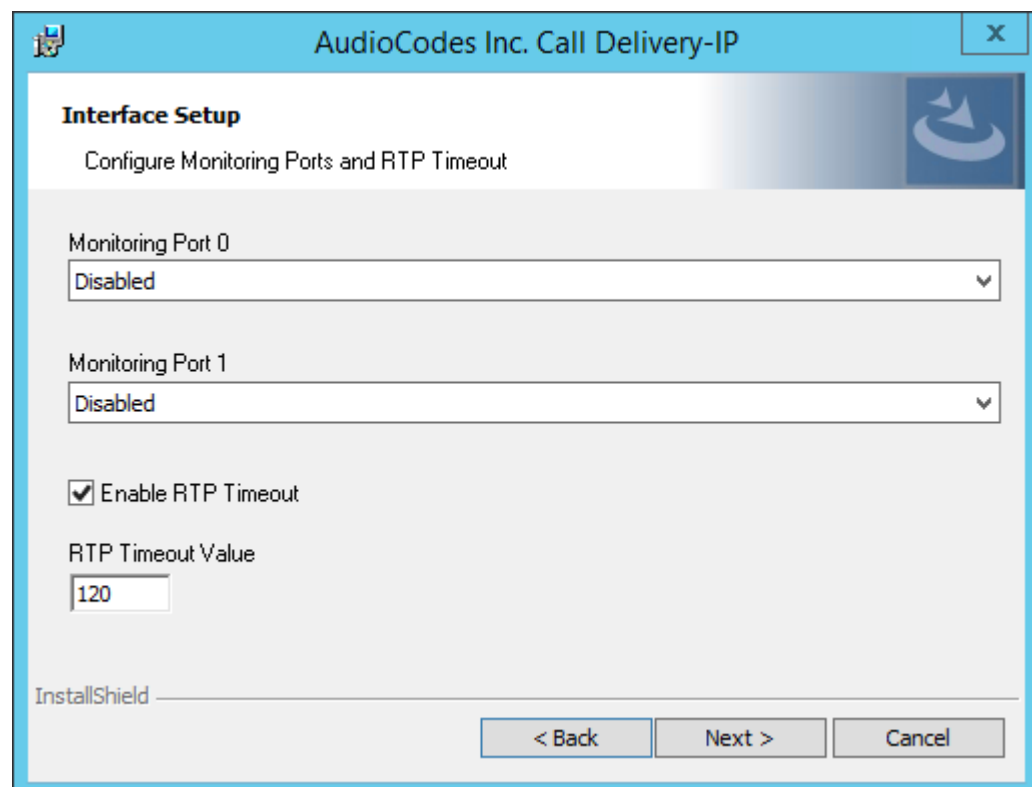 AudioCodes Inc. Call Delivery-IP
X
Interface Setup
Configure Monitoring Ports and RTP Timeout
Monitoring Port 0
Disabled
Monitoring Port 1
Disabled
Enable RTP Timeout
RTP Timeout Value
120
InstallShield
< Back Next > Cancel